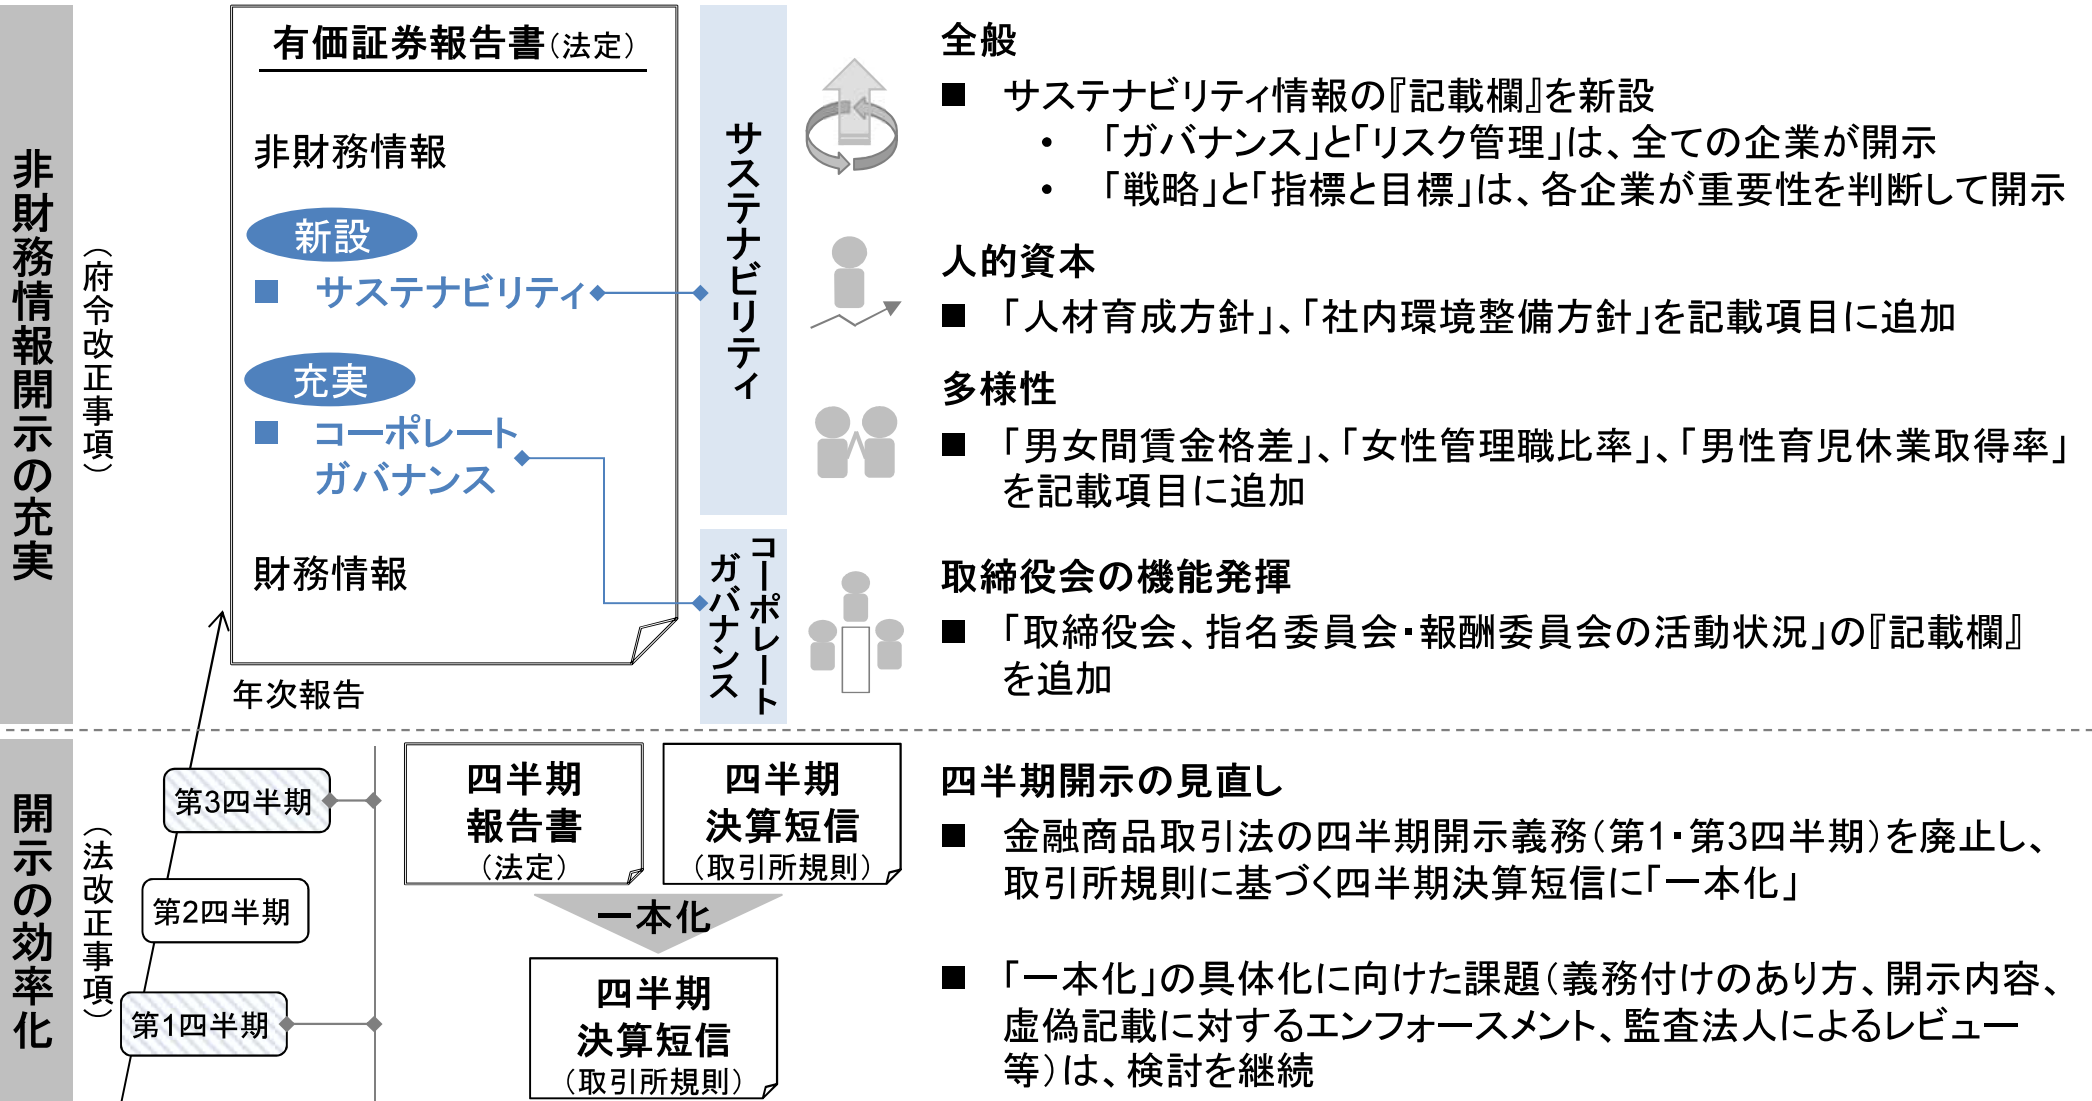 非財務情報開示の充実
（府令改正事項）
有価証券報告書（法定）
非財務情報
新設
■ サステナビリティ
充実
■ コーポレート
ガバナンス
財務情報
年次報告
サステナビリティ
コーポレート
ガバナンス
全般
■ サステナビリティ情報の『記載欄』を新設
• 「ガバナンス」と「リスク管理」は、全ての企業が開示
• 「戦略」と「指標と目標」は、各企業が重要性を判断して開示
人的資本
■ 「人材育成方針」、「社内環境整備方針」を記載項目に追加
多様性
■ 「男女間賃金格差」、「女性管理職比率」、「男性育児休業取得率」
を記載項目に追加
取締役会の機能発揮
■ 「取締役会、指名委員会・報酬委員会の活動状況」の『記載欄』
を追加
開示の効率化
（法改正事項）
第3四半期
第2四半期
第1四半期
四半期
報告書
（法定）
四半期
決算短信
（取引所規則）
一本化
四半期
決算短信
（取引所規則）
四半期開示の見直し
■ 金融商品取引法の四半期開示義務（第1・第3四半期）を廃止し、
取引所規則に基づく四半期決算短信に「一本化」
■ 「一本化」の具体化に向けた課題（義務付けのあり方、開示内容、
虚偽記載に対するエンフォースメント、監査法人によるレビュー
等）は、検討を継続